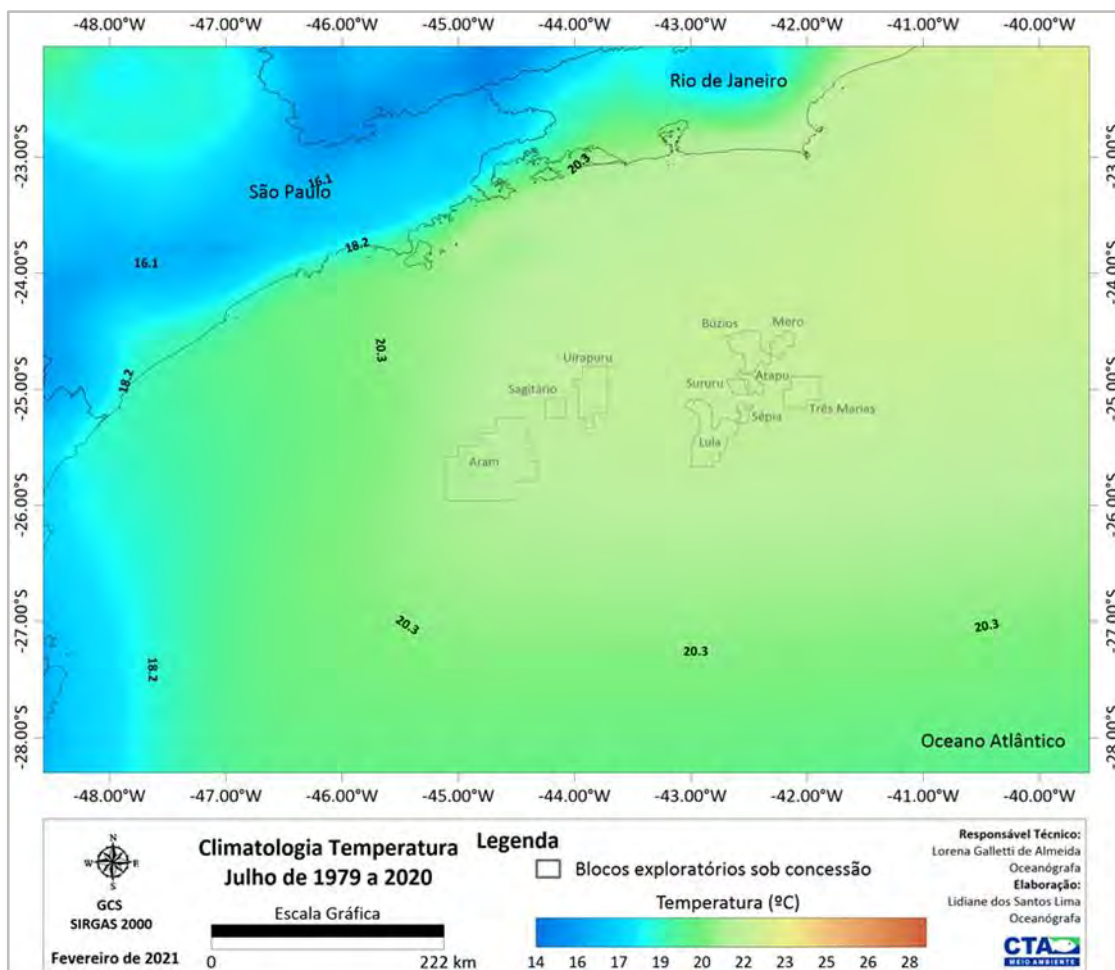 -48.00°W -47.00°W -46.00°W -45.00°W -44.00°W -43.00°W -42.00°W -41.00°W -40.00°W
Rio de Janeiro
-23.00°S
20.3
-23.00°S
16.1
São Paulo
18.2
16.1
-24.00°S
-24.00°S
Búzios Mero
20.3
Uirapuru
18.2
Sagitário
Sururu Atapu
-25.00°S
-25.00°S
Três Marias
Sépia
Lula
Aram
-26.00°S
-26.00°S
20.3
20.3
-27.00°S
-27.00°S
20.3
18.2
-28.00°S
-28.00°S
Oceano Atlântico
-48.00°W -47.00°W -46.00°W -45.00°W -44.00°W -43.00°W -42.00°W -41.00°W -40.00°W
N
W E
S
GCS
SIRGAS 2000
Fevereiro de 2021
Climatologia Temperatura
Julho de 1979 a 2020
Escala Gráfica
0 222 km
Legenda
Blocos exploratórios sob concessão
Temperatura (ºC)
14 16 17 19 20 22 23 25 26 28
Responsável Técnico:
Lorena Galletti de Almeida
Oceanógrafa
Elaboração:
Lidiane dos Santos Lima
Oceanógrafa
CTA
MEIO AMBIENTE